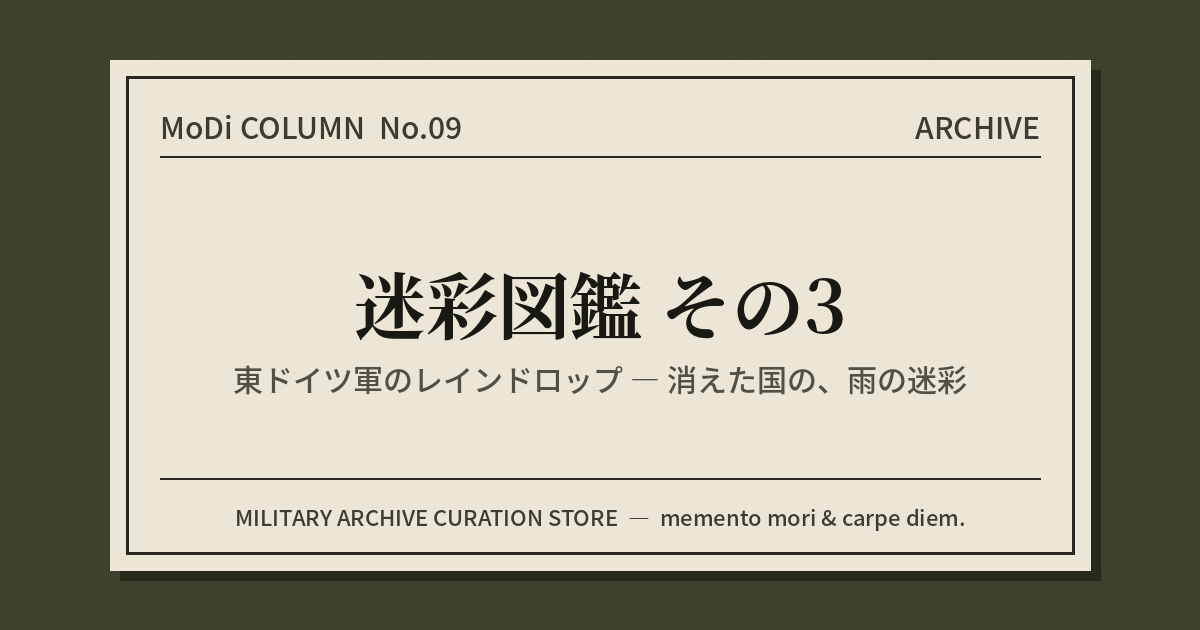 MoDi COLUMN No.09
ARCHIVE
迷彩図鑑 その3
東ドイツ軍のレインドロップ — 消えた国の、雨の迷彩
MILITARY ARCHIVE CURATION STORE — memento mori & carpe diem.